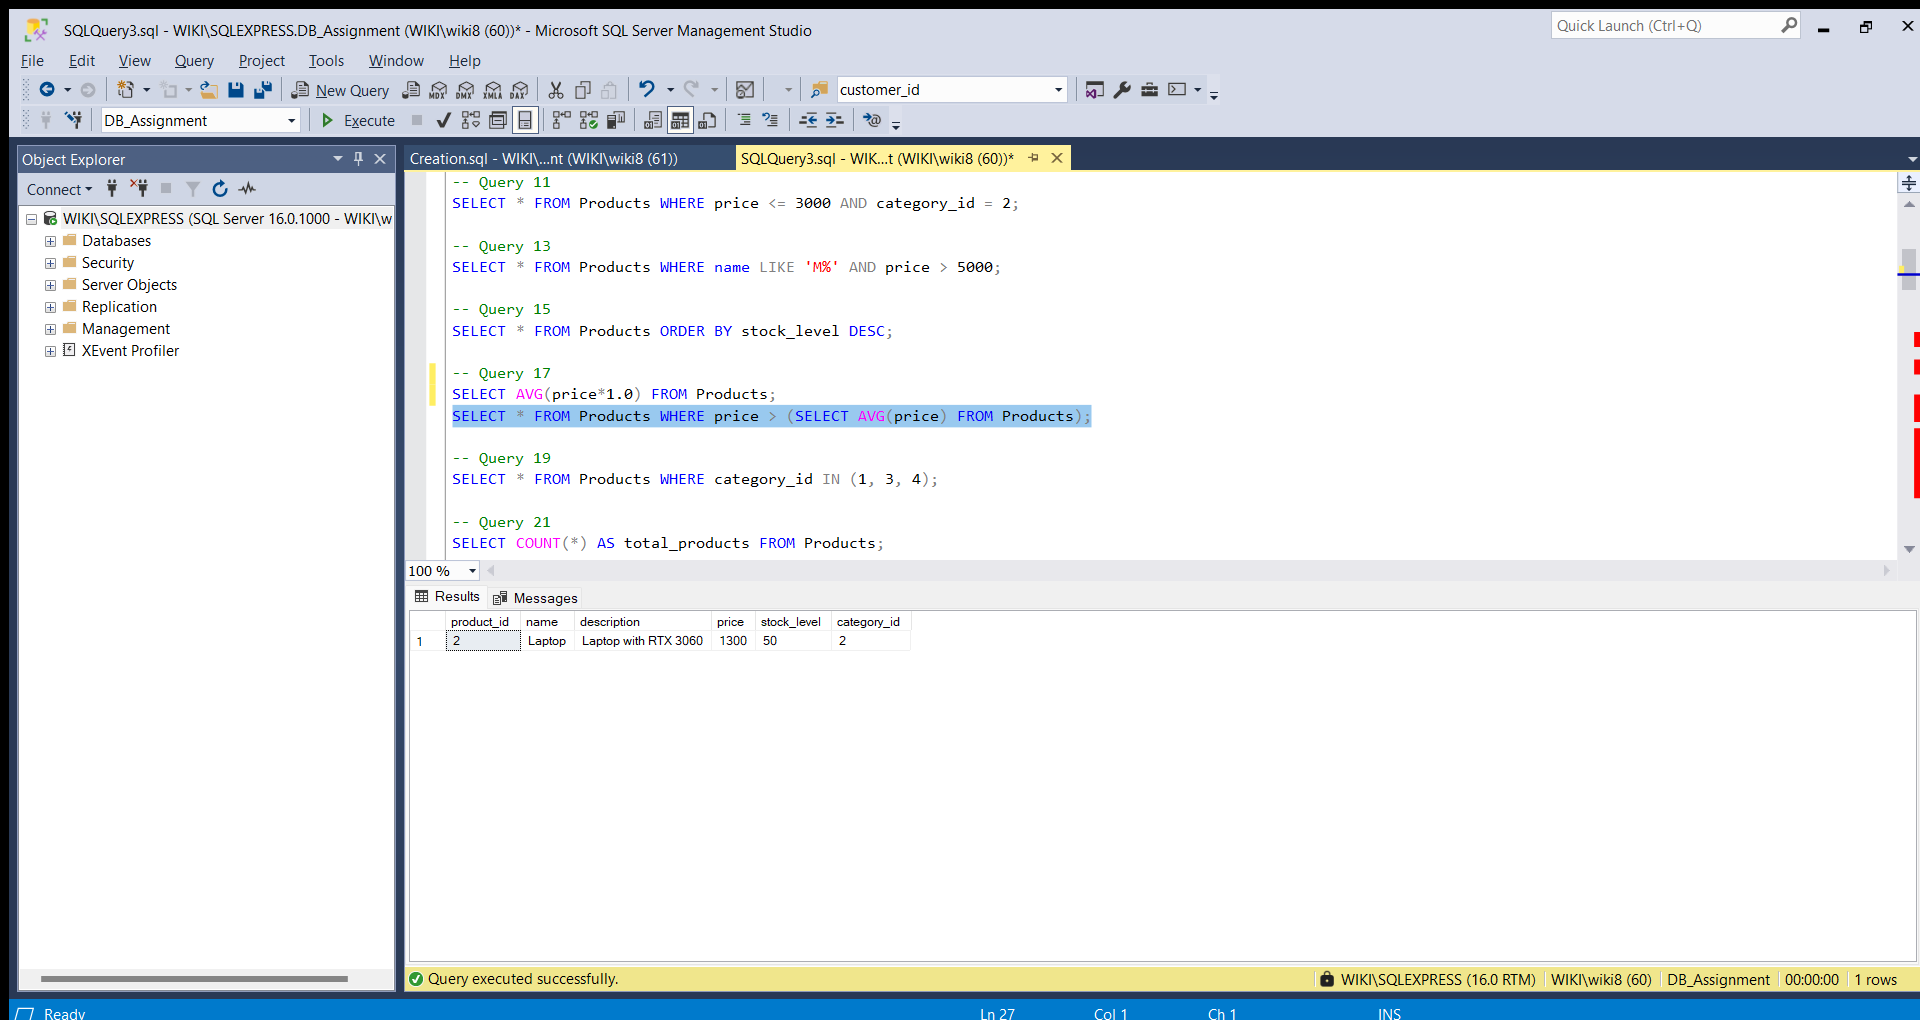 SQLQuery3.sql - WIKI\SQLEXPRESS.DB_Assignment (WIKI\wiki8 (60))* - Microsoft SQL Server Management Studio
Quick Launch (Ctrl+Q)
File Edit View Query Project Tools Window Help
New Query MDX DMX XMLA DAX customer_id
DB_Assignment Execute
Object Explorer
Creation.sql - WIKI\...nt (WIKI\wiki8 (61))
SQLQuery3.sql - WIK...t (WIKI\wiki8 (60))*
Connect
WIKI\SQLEXPRESS (SQL Server 16.0.1000 - WIKI\w
Databases
Security
Server Objects
Replication
Management
XEvent Profiler
-- Query 11
SELECT * FROM Products WHERE price <= 3000 AND category_id = 2;
-- Query 13
SELECT * FROM Products WHERE name LIKE 'M%' AND price > 5000;
-- Query 15
SELECT * FROM Products ORDER BY stock_level DESC;
-- Query 17
SELECT AVG(price*1.0) FROM Products;
SELECT * FROM Products WHERE price > (SELECT AVG(price) FROM Products);
-- Query 19
SELECT * FROM Products WHERE category_id IN (1, 3, 4);
-- Query 21
SELECT COUNT(*) AS total_products FROM Products;
100 %
Results Messages
product_id name description price stock_level category_id
1 2 Laptop Laptop with RTX 3060 1300 50 2
Query executed successfully.
WIKI\SQLEXPRESS (16.0 RTM) WIKI\wiki8 (60) DB_Assignment 00:00:00 1 rows
Ready Ln 27 Col 1 Ch 1 INS